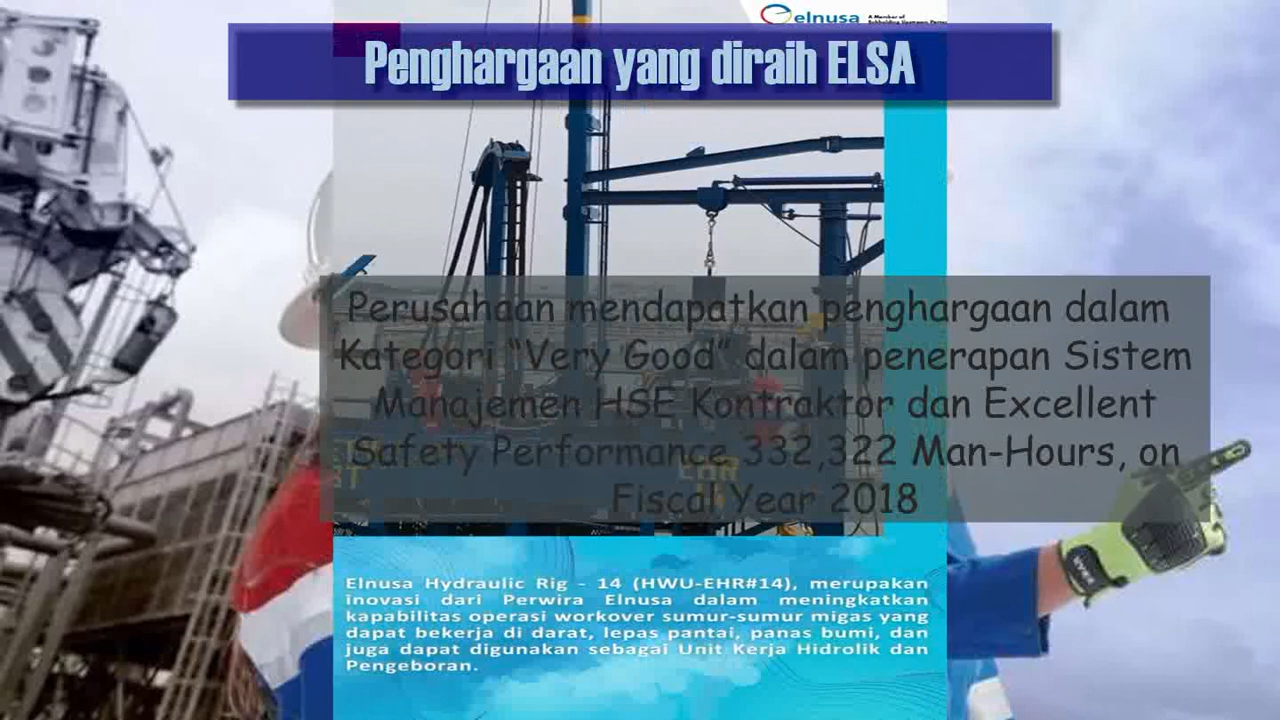 elnusa
A Member of
Penghargaan yang diraih ELSA
Perusahaan mendapatkan penghargaan dalam
Kategori "Very Good" dalam penerapan Sistem
Manajemen HSE Kontraktor dan Excellent
Safety Performance 332,322 Man-Hours, on
Fiscal Year 2018
Elnusa Hydraulic Rig - 14 (HWU-EHR#14), merupakan
inovasi dari Perwira Elnusa dalam meningkatkan
kapabilitas operasi workover sumur-sumur migas yang
dapat bekerja di darat, lepas pantai, panas bumi, dan
juga dapat digunakan sebagai Unit Kerja Hidrolik dan
Pengeboran.